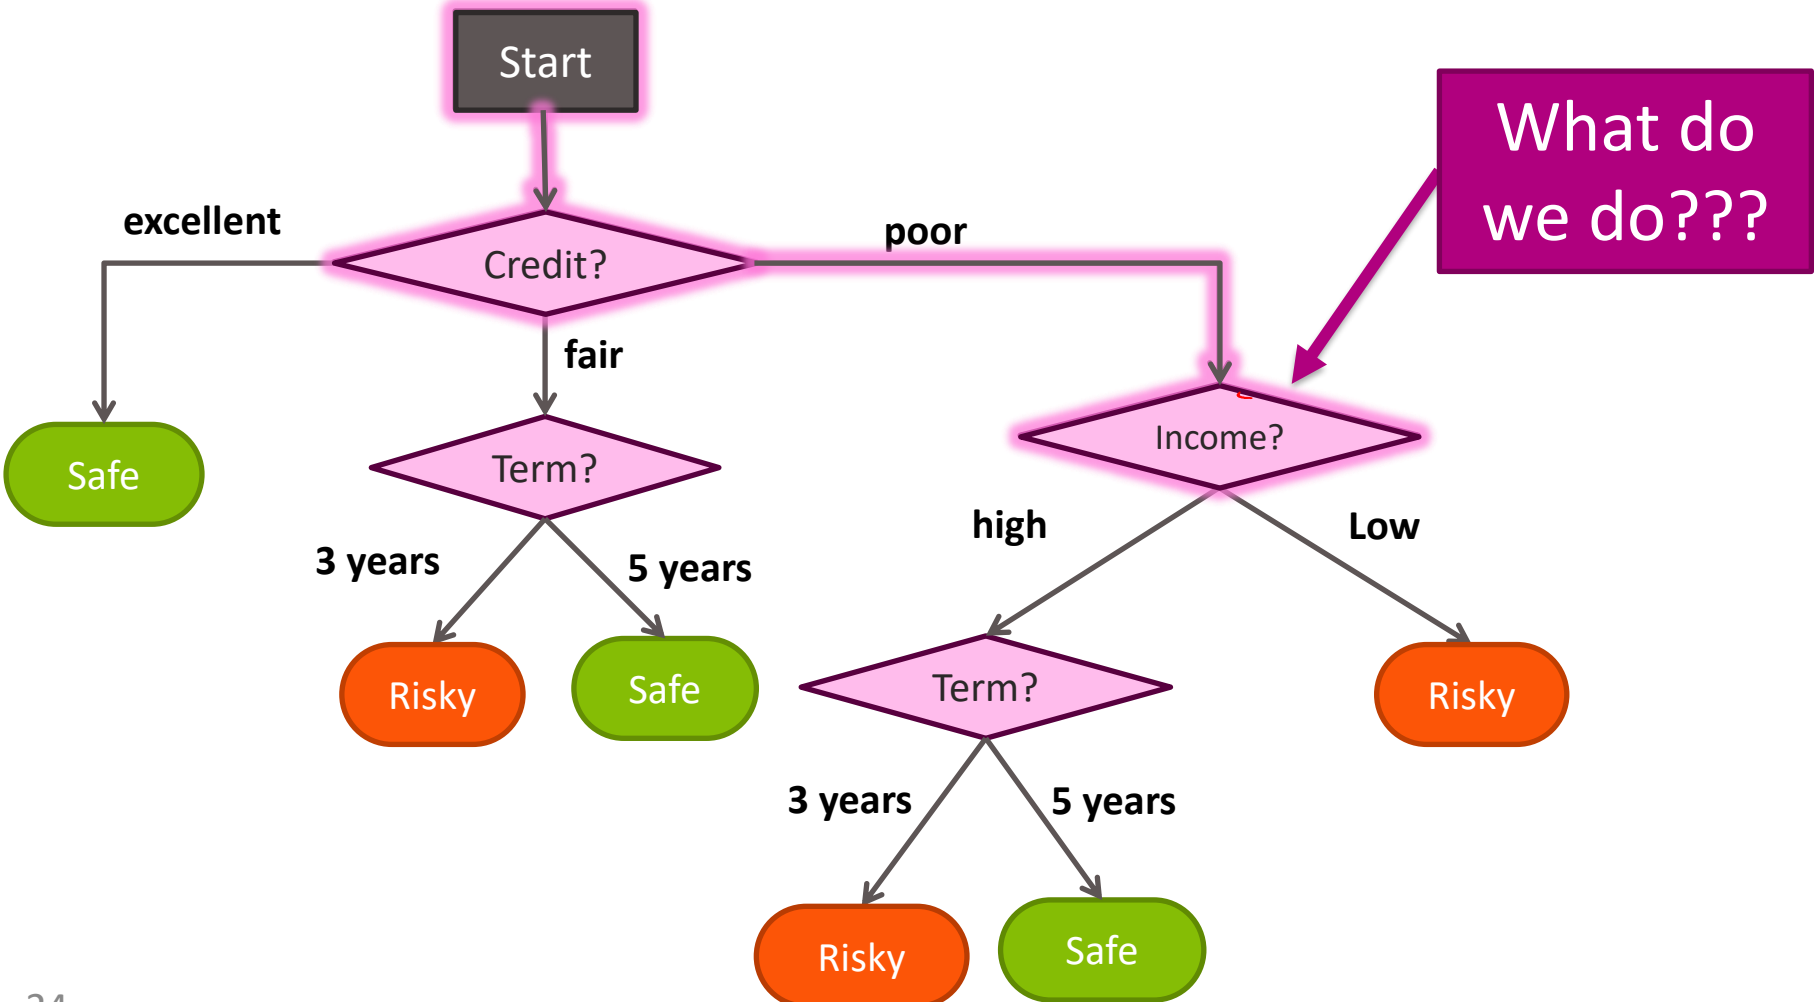 Start
What do
we do???
excellent
poor
Credit?
fair
Income?
Safe
Term?
high
Low
3 years
5 years
Risky
Safe
Term?
Risky
3 years
5 years
Risky
Safe